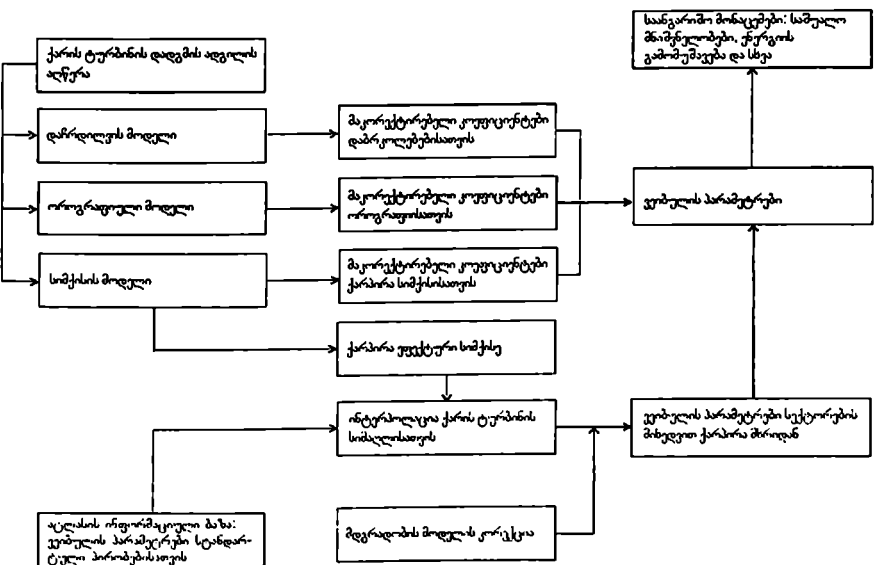 საანგარიშო მონაცემები: საშუალო
მნიშვნელობები, ენერგიის
გამომუშავება და სხვა
ქარის ტურბინის დადგმის ადგილის
აღწერა
დაჩრდილვის მოდელი
მაკორექტირებელი კოეფიციენტები
დაბრკოლებებისათვის
ოროგრაფიული მოდელი
მაკორექტირებელი კოეფიციენტები
ოროგრაფიისათვის
ვეიბულის პარამეტრები
სიმქისის მოდელი
მაკორექტირებელი კოეფიციენტები
ქარპირა სიმქისისათვის
ქარპირა ეფექტური სიმქისე
ინტერპოლაცია ქარის ტურბინის
სიმაღლისათვის
ვეიბულის პარამეტრები სექტორების
მიხედვით ქარპირა მხრიდან
ატლასის ინფორმაციული ბაზა:
ვეიბულის პარამეტრები სტანდარ-
ტული პირობებისათვის
მდგრადობის მოდელის კორექცია